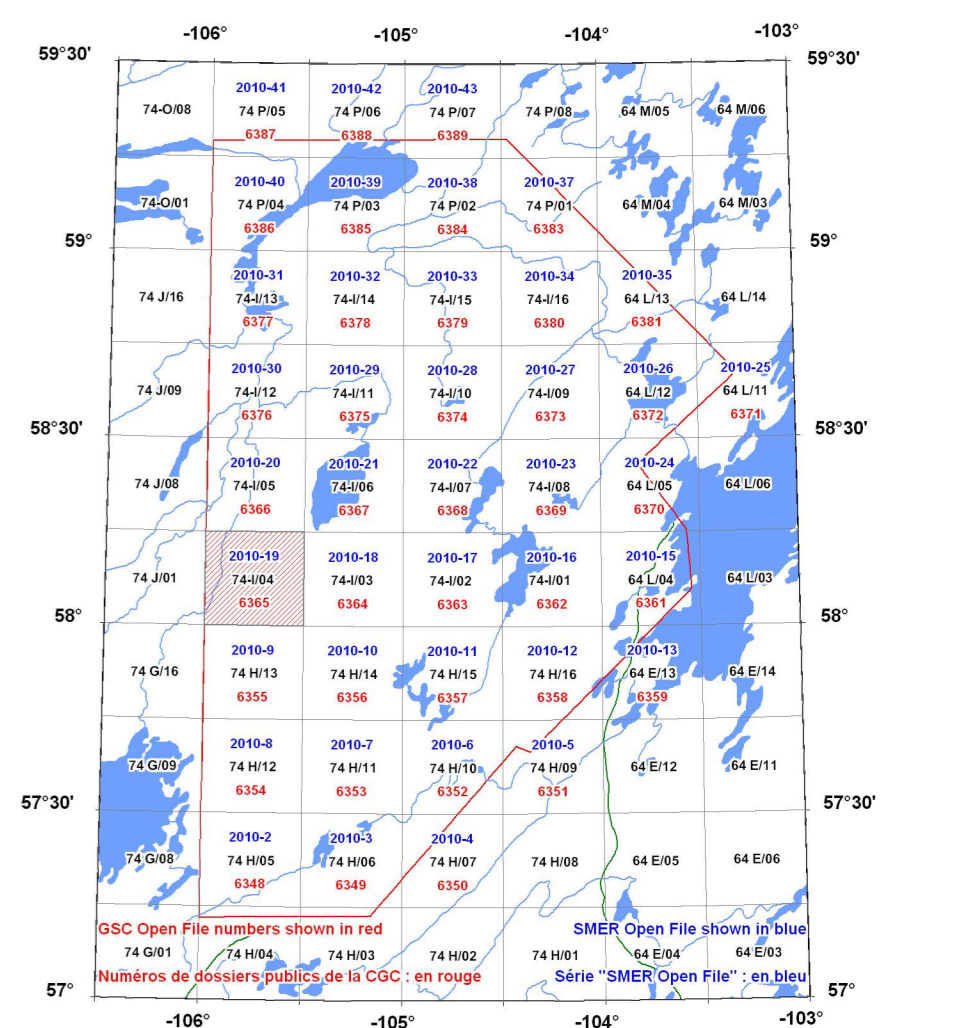 -106° -105° -104° -103°
59°30' 59°30'
2010-41 2010-42 2010-43
74-O/08 74 P/05 74 P/06 74 P/07 74 P/08 64 M/05 64 M/06
6387 6388 6389
2010-40 2010-39 2010-38 2010-37
74-O/01 74 P/04 74 P/03 74 P/02 74 P/01 64 M/04 64 M/03
6386 6385 6384 6383
59° 59°
2010-31 2010-32 2010-33 2010-34 2010-35
74 J/16 74-I/13 74-I/14 74-I/15 74-I/16 64 L/13 64 L/14
6377 6378 6379 6380 6381
2010-30 2010-29 2010-28 2010-27 2010-26 2010-25
74 J/09 74-I/12 74-I/11 74-I/10 74-I/09 64 L/12 64 L/11
6376 6375 6374 6373 6372 6371
58°30' 58°30'
2010-20 2010-21 2010-22 2010-23 2010-24
74 J/08 74-I/05 74-I/06 74-I/07 74-I/08 64 L/05 64 L/06
6366 6367 6368 6369 6370
2010-19 2010-18 2010-17 2010-16 2010-15
74 J/01 74-I/04 74-I/03 74-I/02 74-I/01 64 L/04 64 L/03
6365 6364 6363 6362 6361
58° 58°
2010-9 2010-10 2010-11 2010-12 2010-13
74 G/16 74 H/13 74 H/14 74 H/15 74 H/16 64 E/13 64 E/14
6355 6356 6357 6358 6359
2010-8 2010-7 2010-6 2010-5
74 G/09 74 H/12 74 H/11 74 H/10 74 H/09 64 E/12 64 E/11
6354 6353 6352 6351
57°30' 57°30'
2010-2 2010-3 2010-4
74 G/08 74 H/05 74 H/06 74 H/07 74 H/08 64 E/05 64 E/06
6348 6349 6350
GSC Open File numbers shown in red SMER Open File shown in blue
74 G/01 74 H/04 74 H/03 74 H/02 74 H/01 64 E/04 64 E/03
Numéros de dossiers publics de la CGC : en rouge Série "SMER Open File" : en bleu
57° 57°
-106° -105° -104° -103°